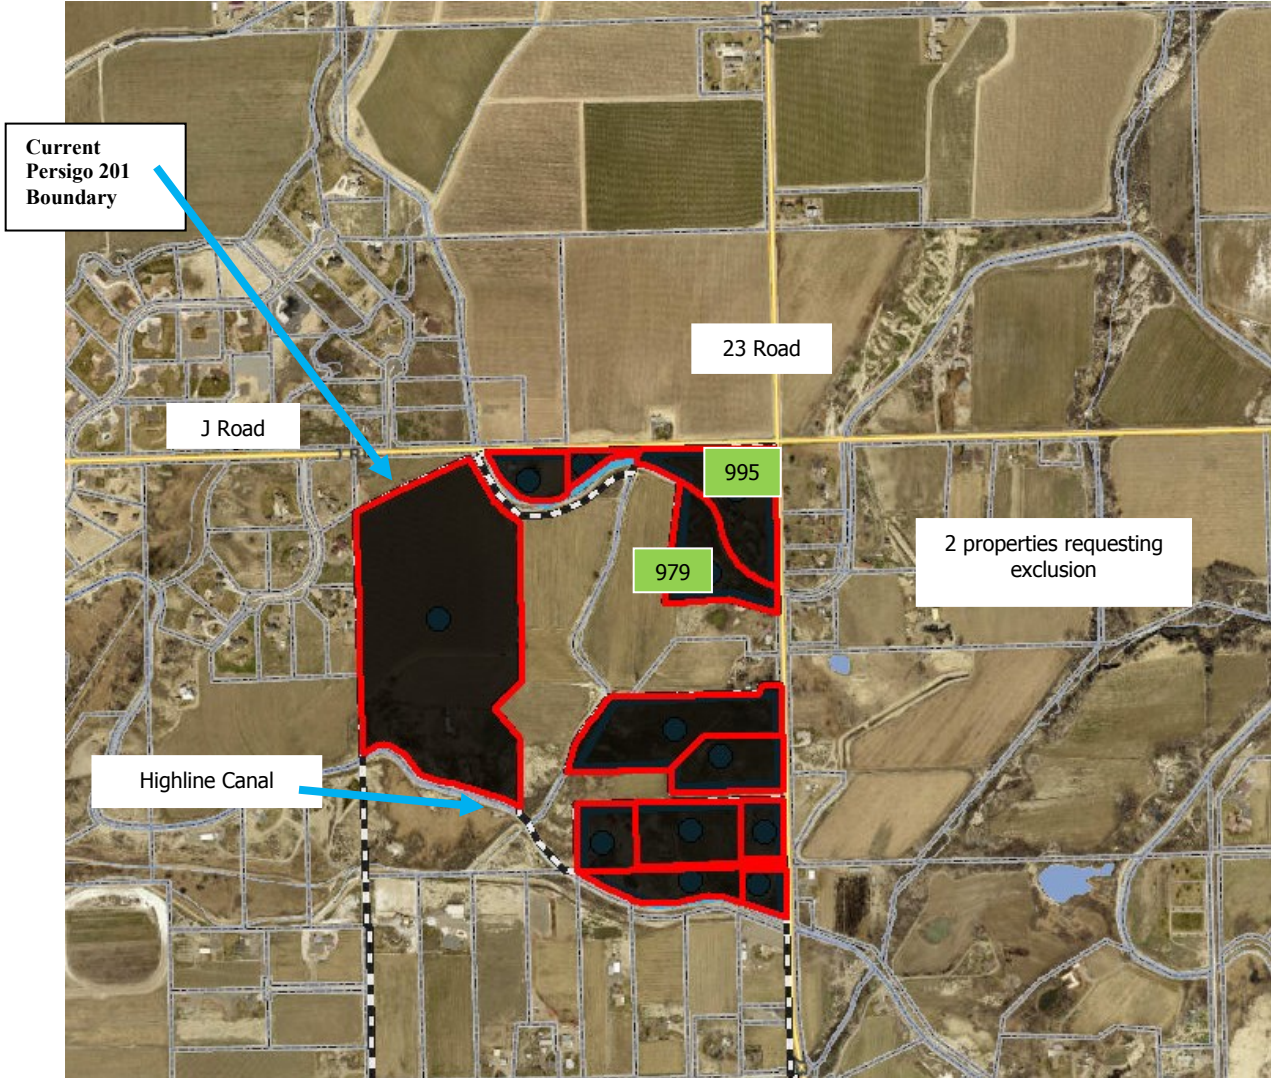 Current
Persigo 201
Boundary
23 Road
J Road
995
2 properties requesting
exclusion
979
Highline Canal